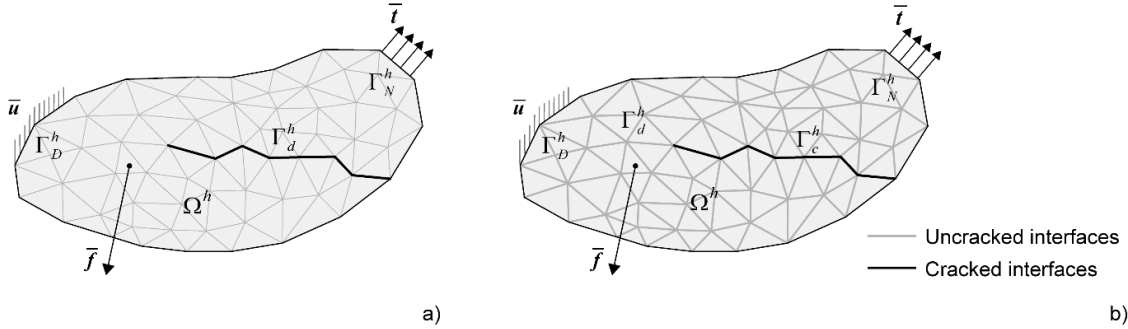 t̄
Γ_N^h
ū
Γ_D^h
Γ_d^h
Ω^h
f̄
a)
t̄
Γ_N^h
ū
Γ_d^h
Γ_D^h
Γ_c^h
Ω^h
f̄
Uncracked interfaces
Cracked interfaces
b)